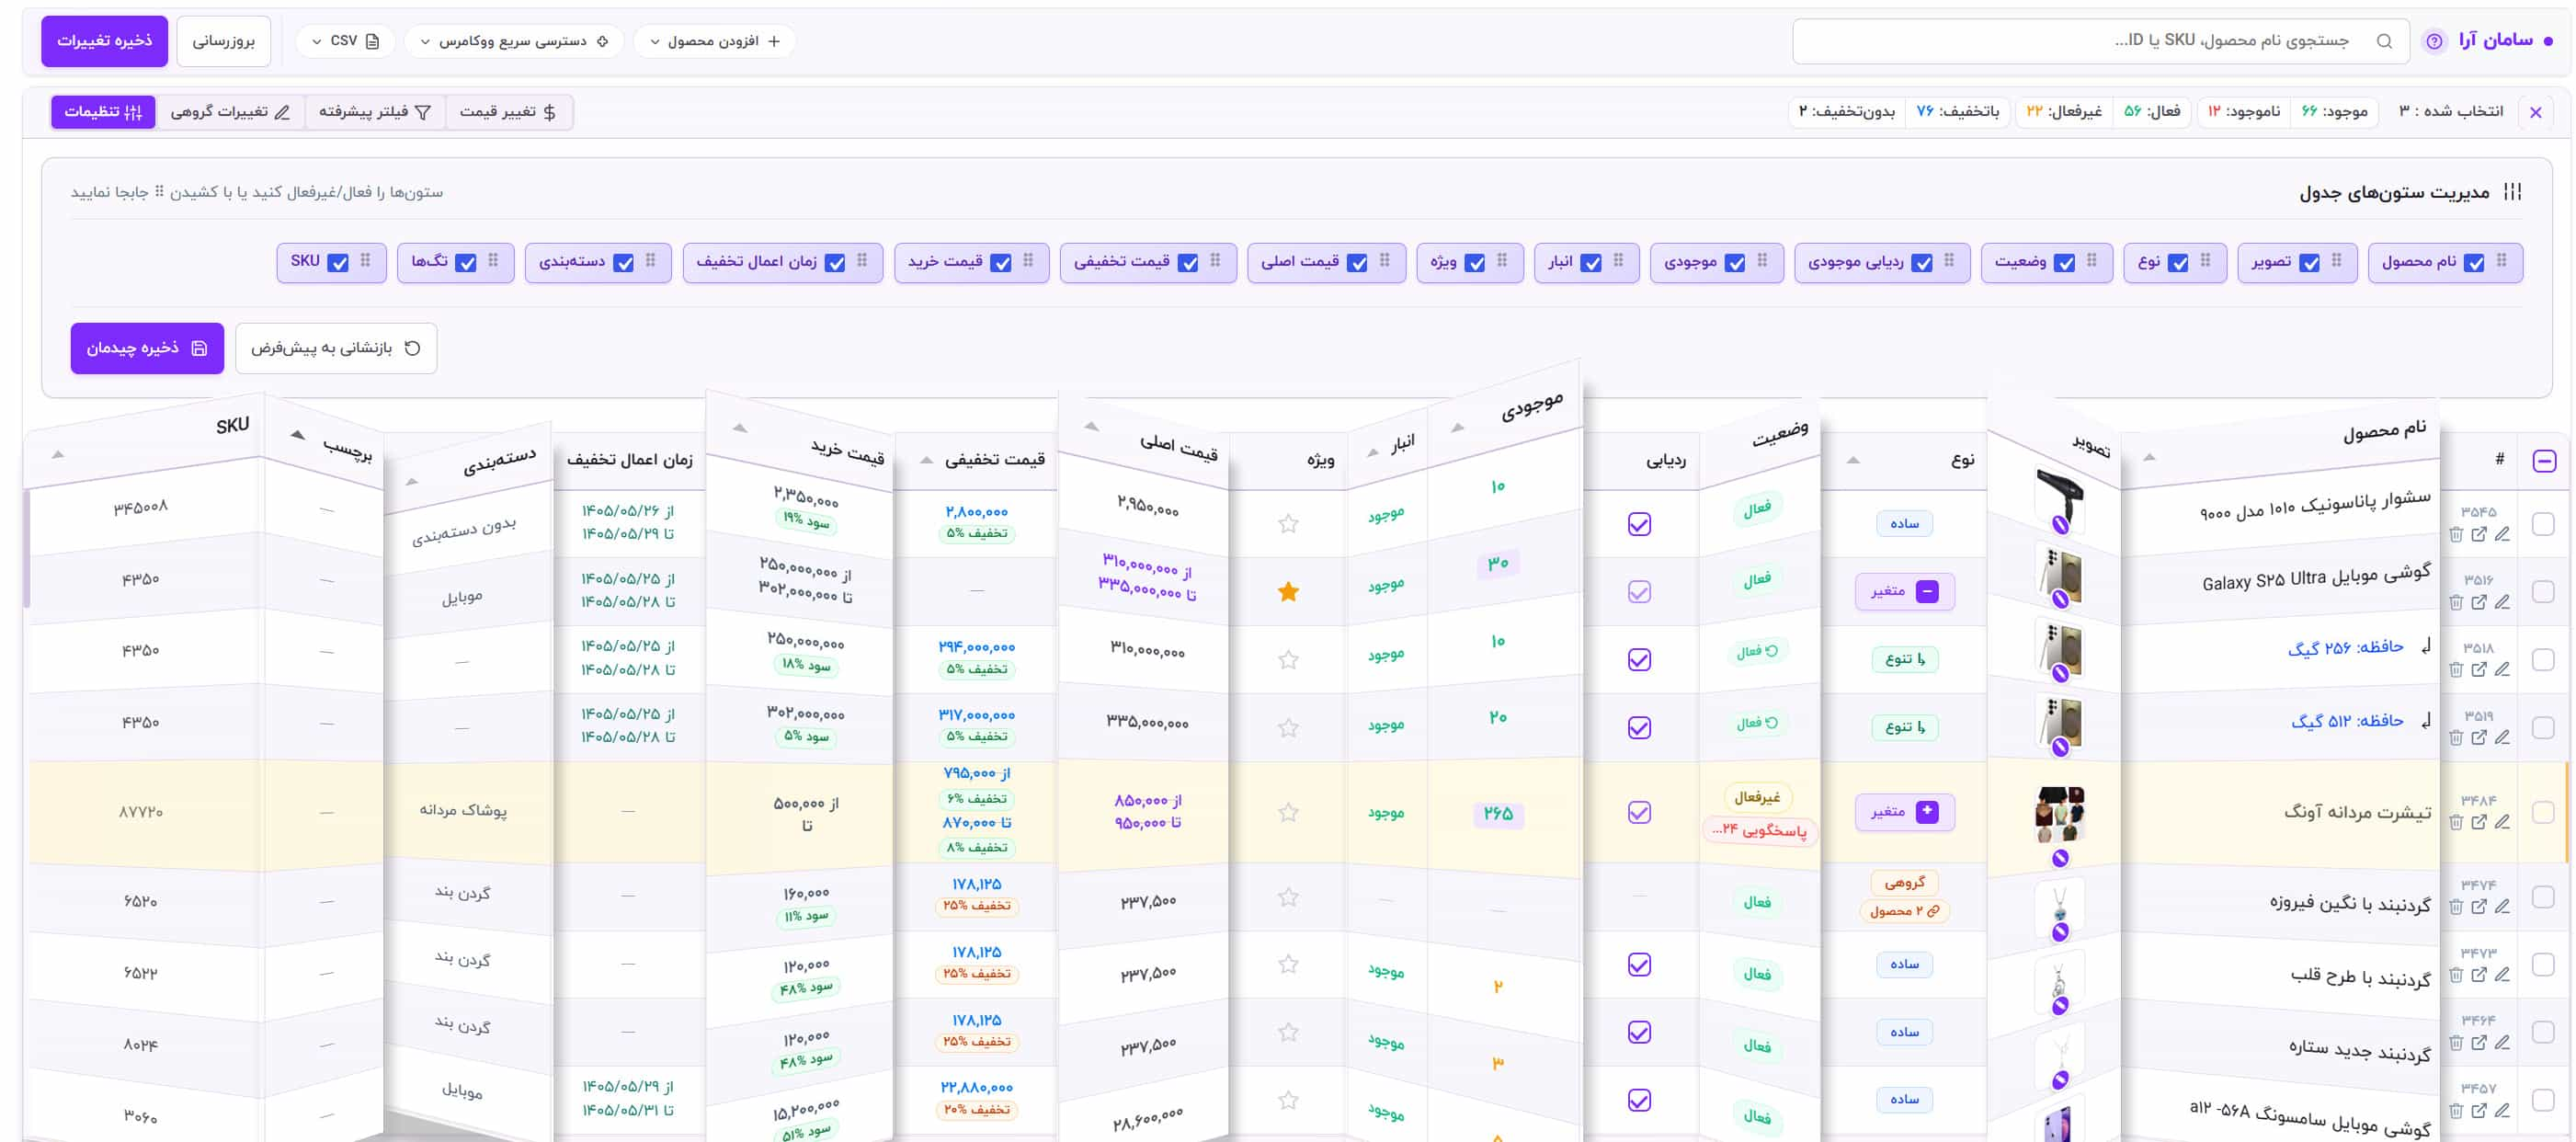 سامان آرا
جستجوی نام محصول، SKU یا ID...
افزودن محصول
دسترسی سریع ووکامرس
CSV
بروزرسانی
ذخیره تغییرات
انتخاب شده : ۳
موجود: ۶۶
ناموجود: ۱۲
فعال: ۵۶
غیرفعال: ۲۲
باتخفیف: ۷۶
بدون‌تخفیف: ۲
تغییر قیمت
فیلتر پیشرفته
تغییرات گروهی
تنظیمات
مدیریت ستون‌های جدول
ستون‌ها را فعال/غیرفعال کنید یا با کشیدن ⠿ جابجا نمایید
نام محصول
تصویر
نوع
وضعیت
ردیابی موجودی
موجودی
انبار
ویژه
قیمت اصلی
قیمت تخفیفی
قیمت خرید
زمان اعمال تخفیف
دسته‌بندی
تگ‌ها
SKU
بازنشانی به پیش‌فرض
ذخیره چیدمان
# نام محصول تصویر نوع وضعیت ردیابی موجودی انبار ویژه قیمت اصلی قیمت تخفیفی قیمت خرید زمان اعمال تخفیف دسته‌بندی برچسب SKU
۳۵۴۵ سشوار پاناسونیک ۱۰۱۰ مدل ۹۰۰۰ ساده فعال ۱۰ موجود ۲,۹۵۰,۰۰۰ ۲,۸۰۰,۰۰۰ ۲,۳۵۰,۰۰۰ از ۱۴۰۵/۰۵/۲۶ بدون دسته‌بندی — ۳۴۵۰۰۸
تخفیف ۵% سود ۱۹% تا ۱۴۰۵/۰۵/۲۹
۳۵۱۶ گوشی موبایل Galaxy S۲۵ Ultra متغیر فعال ۳۰ موجود از ۳۱۰,۰۰۰,۰۰۰ — از ۲۵۰,۰۰۰,۰۰۰ از ۱۴۰۵/۰۵/۲۵ موبایل — ۴۳۵۰
تا ۳۳۵,۰۰۰,۰۰۰ تا ۳۰۲,۰۰۰,۰۰۰ تا ۱۴۰۵/۰۵/۲۸
۳۵۱۸ حافظه: ۲۵۶ گیگ تنوع فعال ۱۰ موجود ۳۱۰,۰۰۰,۰۰۰ ۲۹۴,۰۰۰,۰۰۰ ۲۵۰,۰۰۰,۰۰۰ از ۱۴۰۵/۰۵/۲۵ — — ۴۳۵۰
تخفیف ۵% سود ۱۸% تا ۱۴۰۵/۰۵/۲۸
۳۵۱۹ حافظه: ۵۱۲ گیگ تنوع فعال ۲۰ موجود ۳۳۵,۰۰۰,۰۰۰ ۳۱۷,۰۰۰,۰۰۰ ۳۰۲,۰۰۰,۰۰۰ از ۱۴۰۵/۰۵/۲۵ — — ۴۳۵۰
تخفیف ۵% سود ۵% تا ۱۴۰۵/۰۵/۲۸
۳۴۸۴ تیشرت مردانه آونگ متغیر غیرفعال ۲۶۵ موجود از ۸۵۰,۰۰۰ از ۷۹۵,۰۰۰ از ۵۰۰,۰۰۰ — پوشاک مردانه — ۸۷۷۲۰
پاسخگویی ۲۴... تا ۹۵۰,۰۰۰ تخفیف ۶% تا
تا ۸۷۰,۰۰۰
تخفیف ۸%
۳۴۷۴ گردنبند با نگین فیروزه گروهی فعال — — — ۲۳۷,۵۰۰ ۱۷۸,۱۲۵ ۱۶۰,۰۰۰ — گردن بند — ۶۵۲۰
۲ محصول تخفیف ۲۵% سود ۱۱%
۳۴۷۳ گردنبند با طرح قلب ساده فعال ۲ موجود ۲۳۷,۵۰۰ ۱۷۸,۱۲۵ ۱۲۰,۰۰۰ — گردن بند — ۶۵۲۲
تخفیف ۲۵% سود ۴۸%
۳۴۶۴ گردنبند جدید ستاره ساده فعال ۳ موجود ۲۳۷,۵۰۰ ۱۷۸,۱۲۵ ۱۲۰,۰۰۰ — گردن بند — ۸۰۲۴
تخفیف ۲۵% سود ۴۸%
۳۴۵۷ گوشی موبایل سامسونگ a۱۲ -۵۶A ساده فعال موجود ۲۸,۶۰۰,۰۰۰ ۲۲,۸۸۰,۰۰۰ ۱۵,۲۰۰,۰۰۰ از ۱۴۰۵/۰۵/۲۹ موبایل — ۳۰۶۰
تخفیف ۲۰% سود ۵۱% تا ۱۴۰۵/۰۵/۳۱